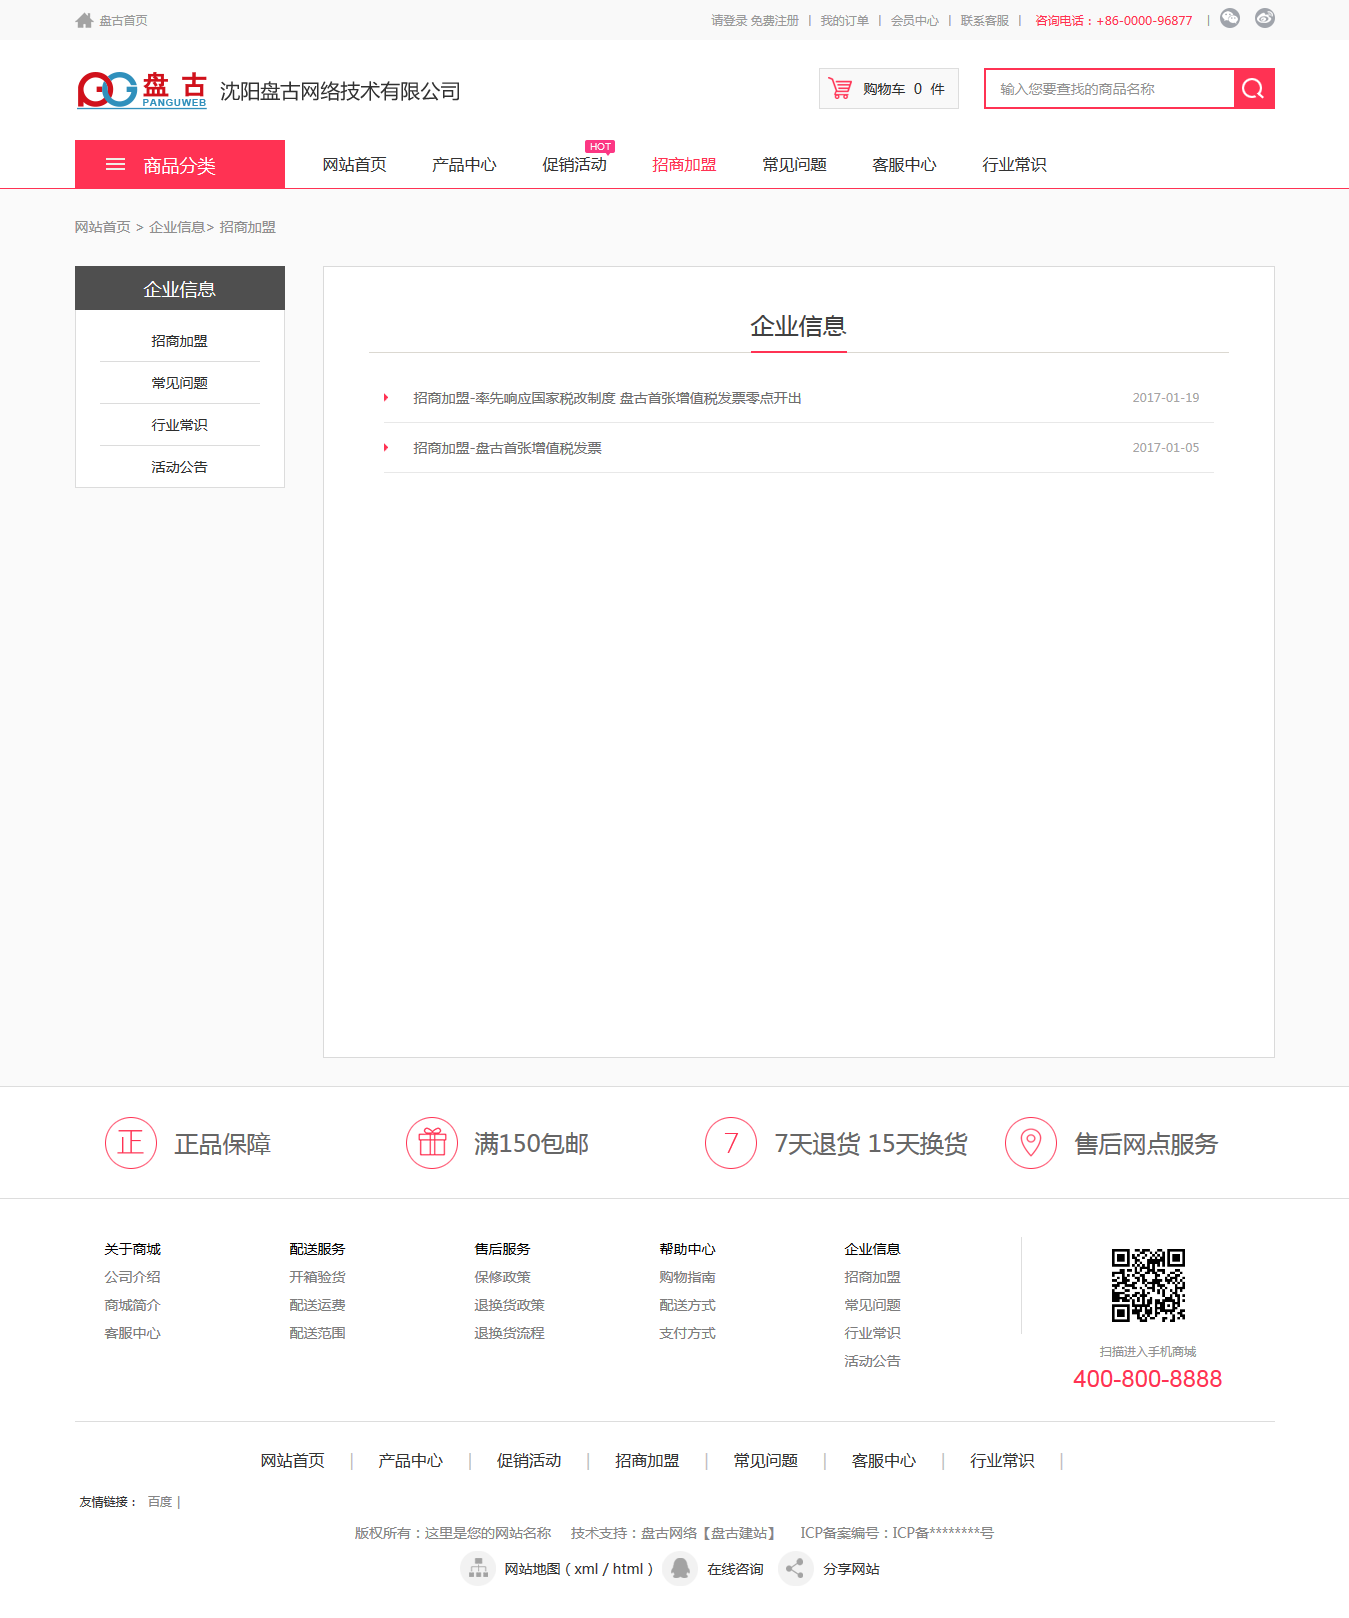 盘古首页
请登录 免费注册 | 我的订单 | 会员中心 | 联系客服 | 咨询电话：+86-0000-96877 |
盘古
PANGUWEB
沈阳盘古网络技术有限公司
购物车 0 件
输入您要查找的商品名称
HOT
商品分类 网站首页 产品中心 促销活动 招商加盟 常见问题 客服中心 行业常识
网站首页 > 企业信息> 招商加盟
企业信息
招商加盟
常见问题
行业常识
活动公告
企业信息
招商加盟-率先响应国家税改制度 盘古首张增值税发票零点开出 2017-01-19
招商加盟-盘古首张增值税发票 2017-01-05
正 正品保障 满150包邮 7 7天退货 15天换货 售后网点服务
关于商城
公司介绍
商城简介
客服中心
配送服务
开箱验货
配送运费
配送范围
售后服务
保修政策
退换货政策
退换货流程
帮助中心
购物指南
配送方式
支付方式
企业信息
招商加盟
常见问题
行业常识
活动公告
扫描进入手机商城
400-800-8888
网站首页 | 产品中心 | 促销活动 | 招商加盟 | 常见问题 | 客服中心 | 行业常识 |
友情链接： 百度 |
版权所有：这里是您的网站名称 技术支持：盘古网络【盘古建站】 ICP备案编号：ICP备********号
网站地图 ( xml / html ) 在线咨询 分享网站